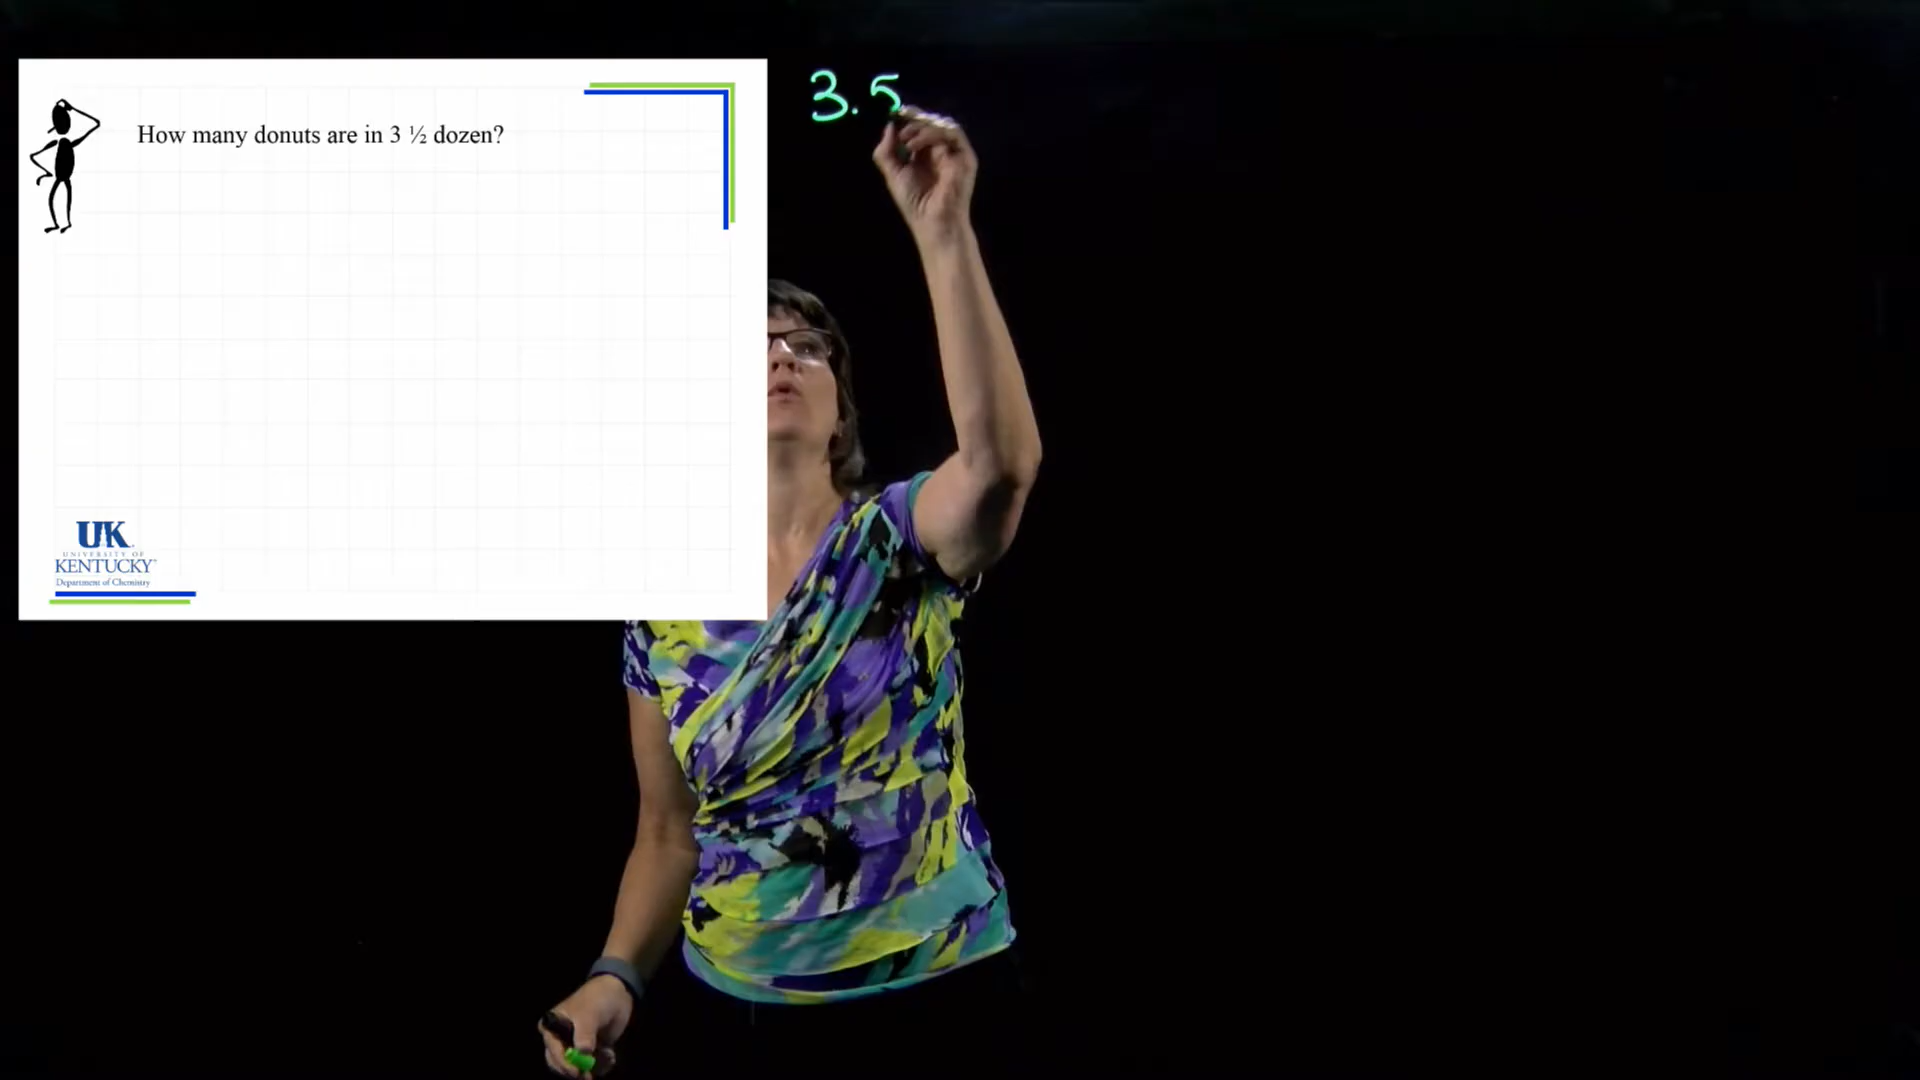 How many donuts are in 3 ½ dozen?
3.5
UK
UNIVERSITY OF
KENTUCKY
Department of Chemistry